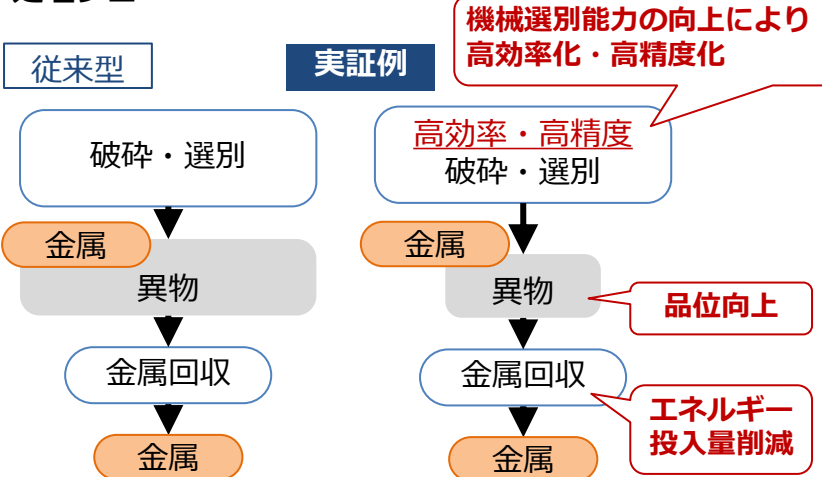 従来型
破砕・選別
金属
異物
金属回収
金属
実証例
機械選別能力の向上により
高効率化・高精度化
高効率・高精度
破砕・選別
金属
異物
品位向上
金属回収
エネルギー
投入量削減
金属